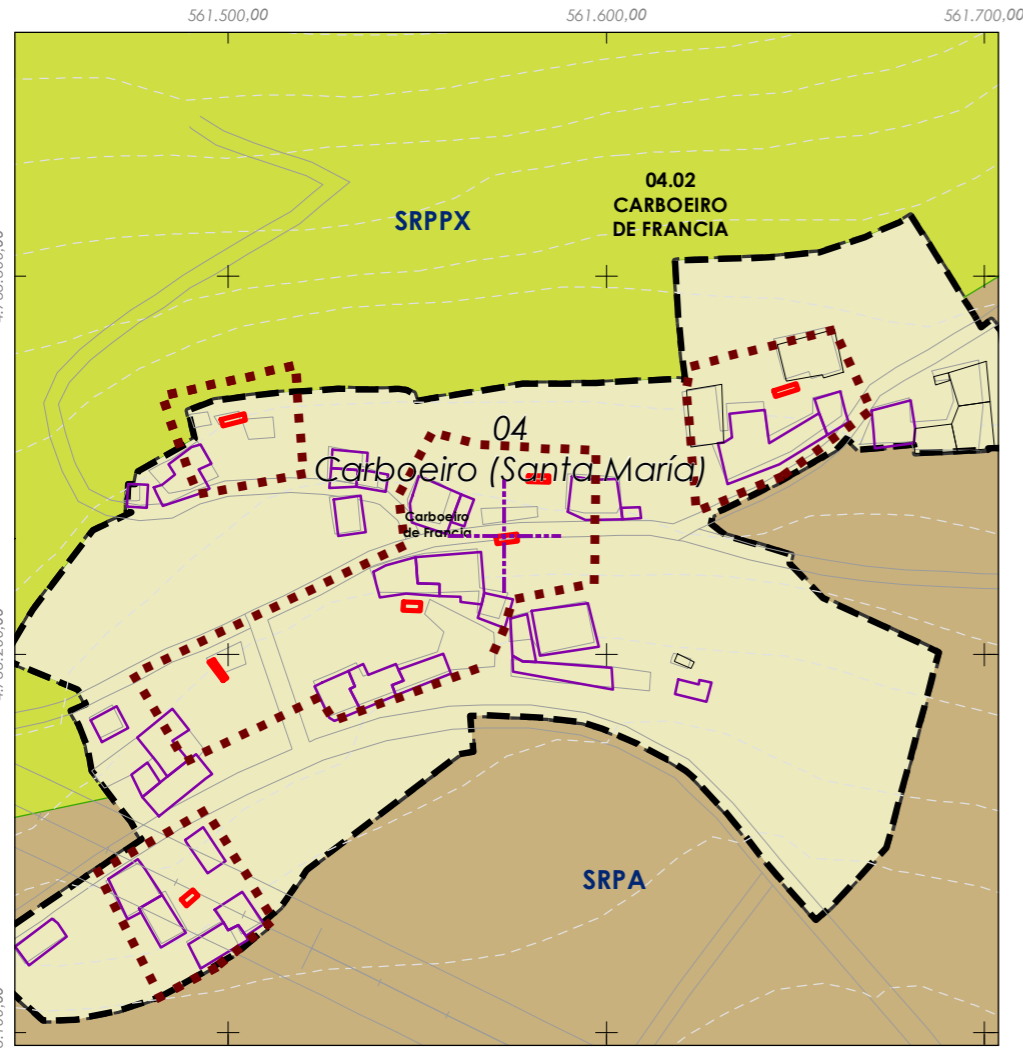 561.500,00
561.600,00
561.700,00
04.02
CARBOEIRO
DE FRANCIA
SRPPX
04
Carboeiro (Santa María)
Carboeiro
de Francia
SRPA